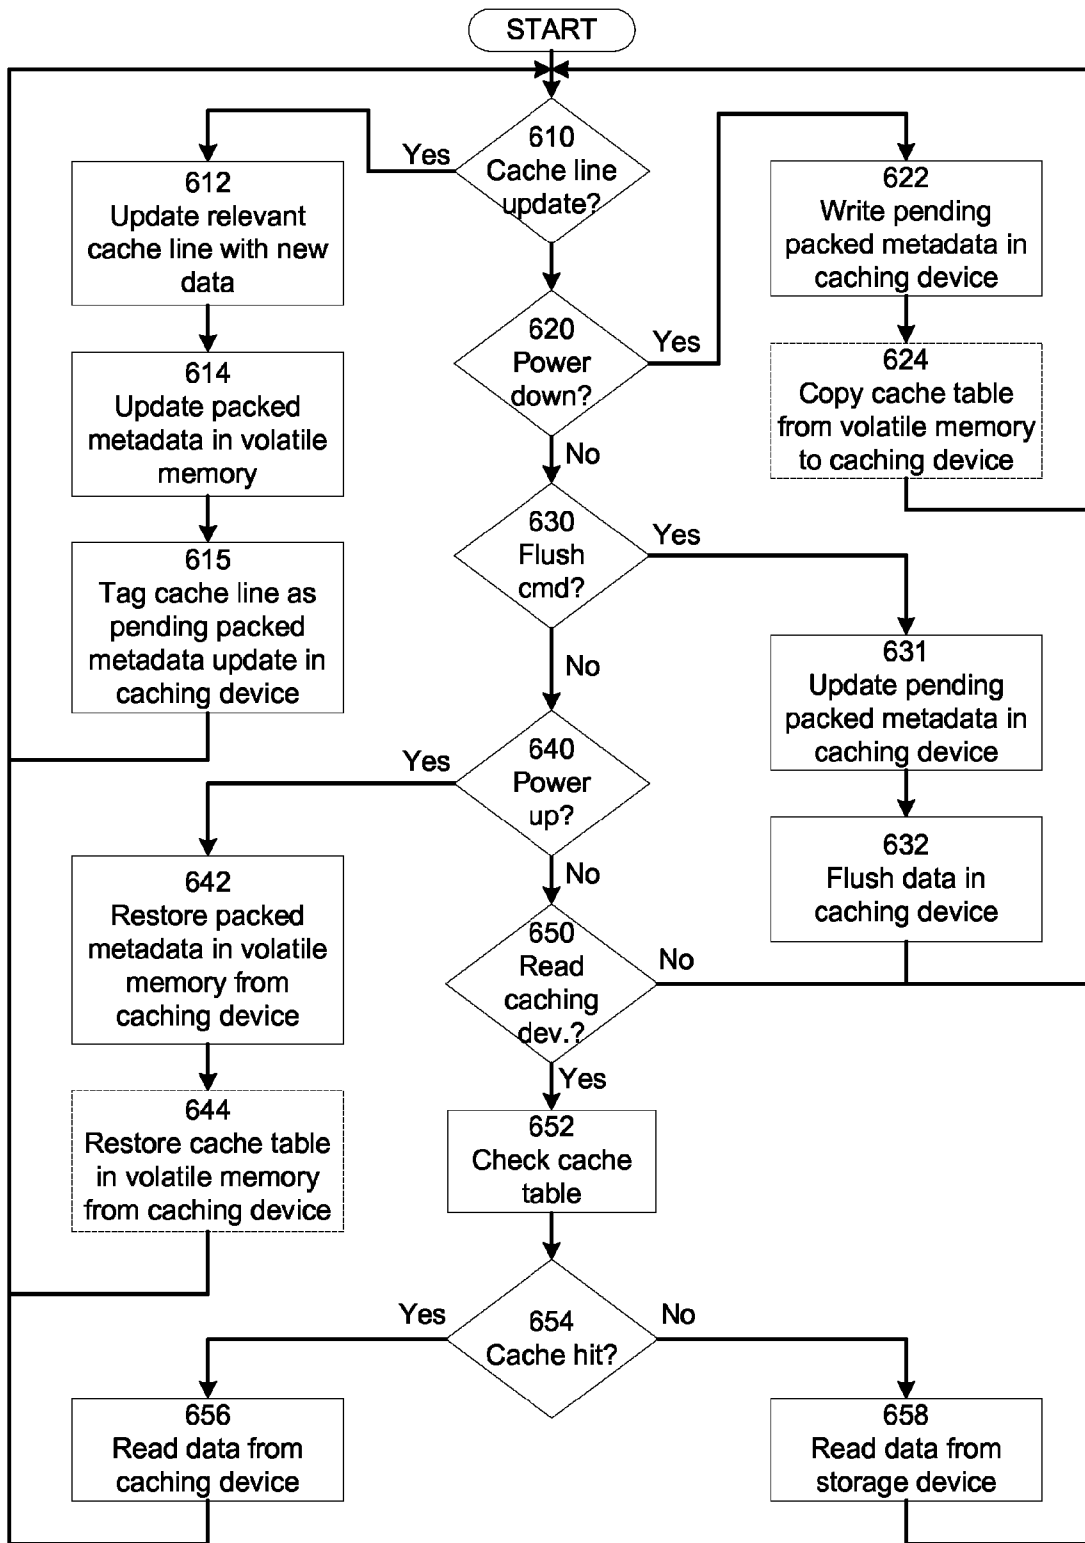 START
610
Cache line
update?
Yes
612
Update relevant
cache line with new
data
614
Update packed
metadata in volatile
memory
615
Tag cache line as
pending packed
metadata update in
caching device
620
Power
down?
Yes
No
622
Write pending
packed metadata in
caching device
624
Copy cache table
from volatile memory
to caching device
630
Flush
cmd?
Yes
No
631
Update pending
packed metadata in
caching device
632
Flush data in
caching device
640
Power
up?
Yes
No
642
Restore packed
metadata in volatile
memory from
caching device
644
Restore cache table
in volatile memory
from caching device
650
Read
caching
dev.?
No
Yes
652
Check cache
table
654
Cache hit?
Yes
No
656
Read data from
caching device
658
Read data from
storage device